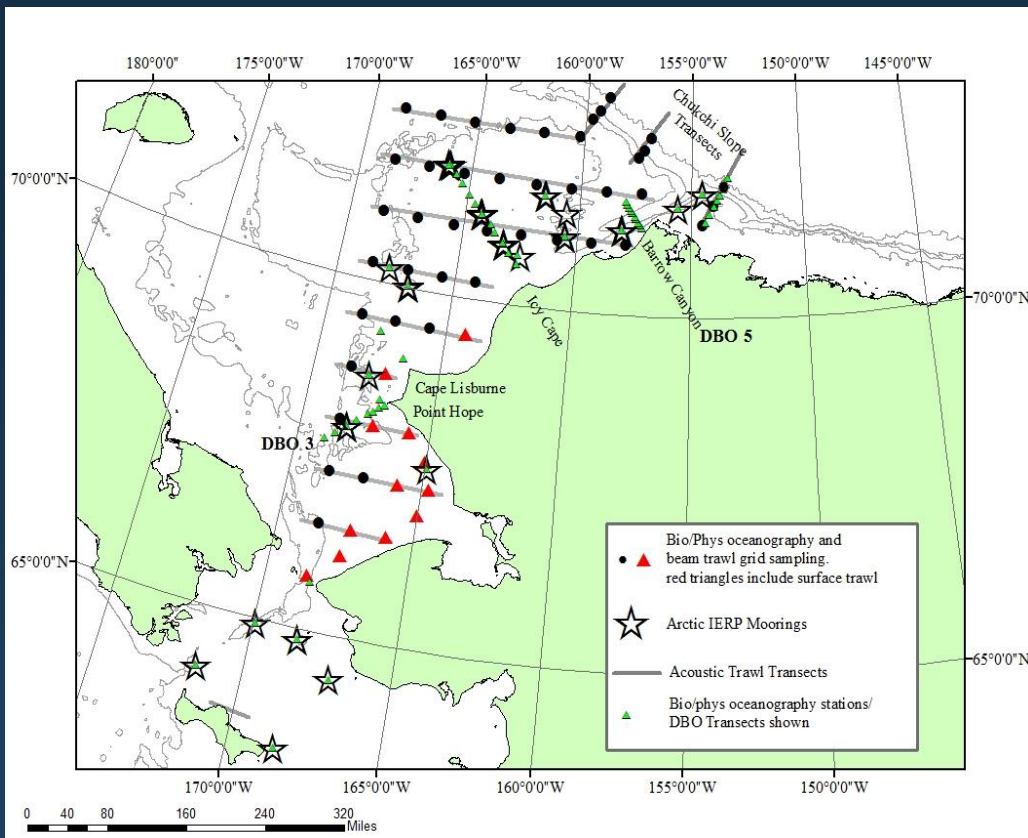 180°0'0"W 175°0'0"W 170°0'0"W 165°0'0"W 160°0'0"W 155°0'0"W 150°0'0"W 145°0'0"W
Chukchi Slope
Transects
70°0'0"N
Barrow Canyon
70°0'0"N
Icy Cape
DBO 5
Cape Lisburne
Point Hope
DBO 3
65°0'0"N
Bio/Phys oceanography and
beam trawl grid sampling.
red triangles include surface trawl
Arctic IERP Moorings
65°0'0"N
Acoustic Trawl Transects
Bio/phys oceanography stations/
DBO Transects shown
170°0'0"W 165°0'0"W 160°0'0"W 155°0'0"W 150°0'0"W
0 40 80 160 240 320
Miles